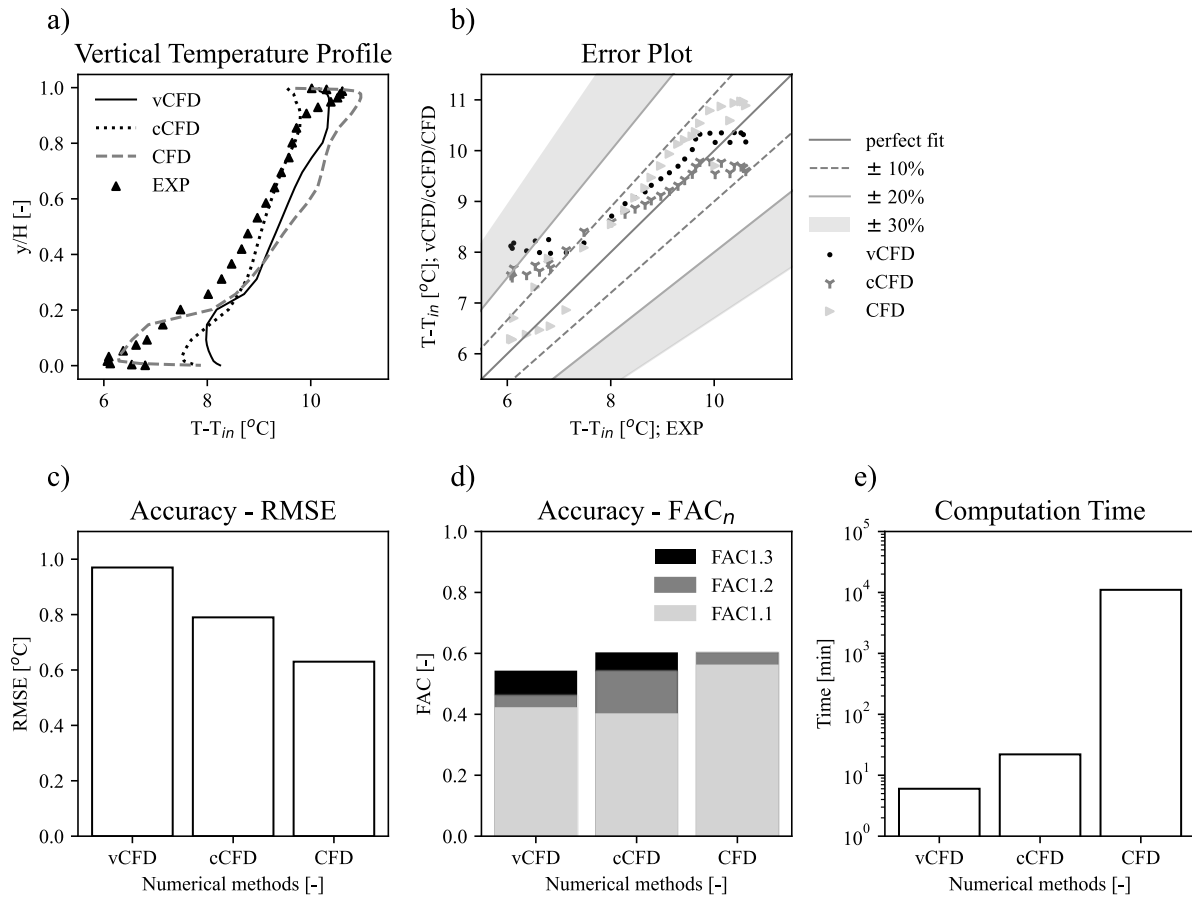 a)
Vertical Temperature Profile
1.0
0.8
0.6
0.4
0.2
0.0
y/H [-]
vCFD
cCFD
CFD
EXP
6
8
10
T-T_in [°C]
b)
Error Plot
11
10
9
8
7
6
T-T_in [°C]; vCFD/cCFD/CFD
6
8
10
T-T_in [°C]; EXP
perfect fit
± 10%
± 20%
± 30%
vCFD
cCFD
CFD
c)
Accuracy - RMSE
1.0
0.8
0.6
0.4
0.2
0.0
RMSE [°C]
vCFD cCFD CFD
Numerical methods [-]
d)
Accuracy - FAC_n
1.0
0.8
0.6
0.4
0.2
0.0
FAC [-]
FAC1.3
FAC1.2
FAC1.1
vCFD cCFD CFD
Numerical methods [-]
e)
Computation Time
10^5
10^4
10^3
10^2
10^1
10^0
Time [min]
vCFD cCFD CFD
Numerical methods [-]